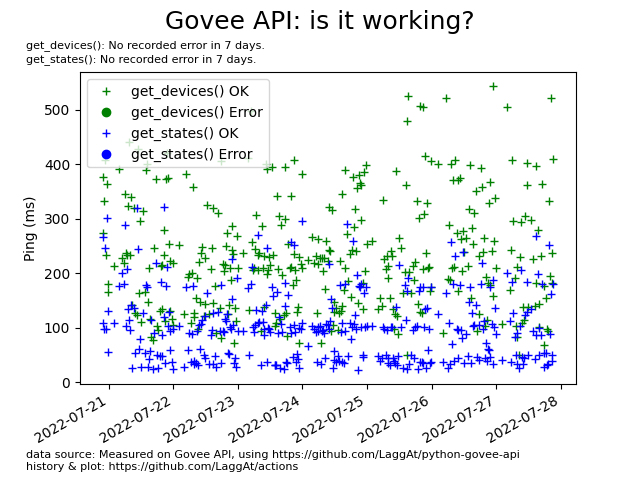 Govee API: is it working?
get_devices(): No recorded error in 7 days.
get_states(): No recorded error in 7 days.
get_devices() OK
get_devices() Error
get_states() OK
get_states() Error
500
400
300
200
100
0
Ping (ms)
2022-07-21
2022-07-22
2022-07-23
2022-07-24
2022-07-25
2022-07-26
2022-07-27
2022-07-28
data source: Measured on Govee API, using https://github.com/LaggAt/python-govee-api
history & plot: https://github.com/LaggAt/actions